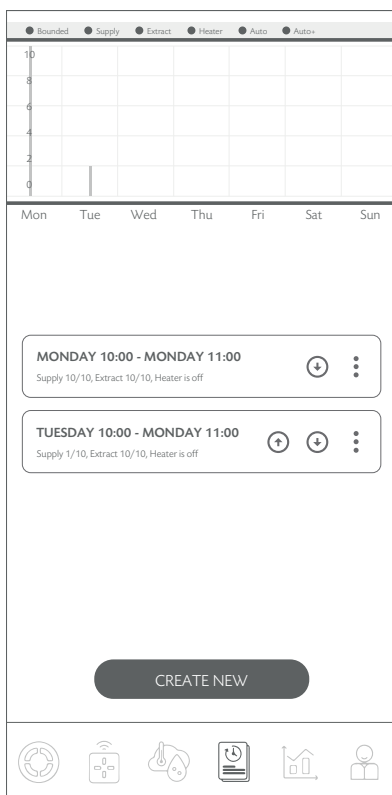 Bounded Supply Extract Heater Auto Auto+
10
8
6
4
2
0
Mon Tue Wed Thu Fri Sat Sun
MONDAY 10:00 - MONDAY 11:00
Supply 10/10, Extract 10/10, Heater is off
TUESDAY 10:00 - MONDAY 11:00
Supply 1/10, Extract 10/10, Heater is off
CREATE NEW